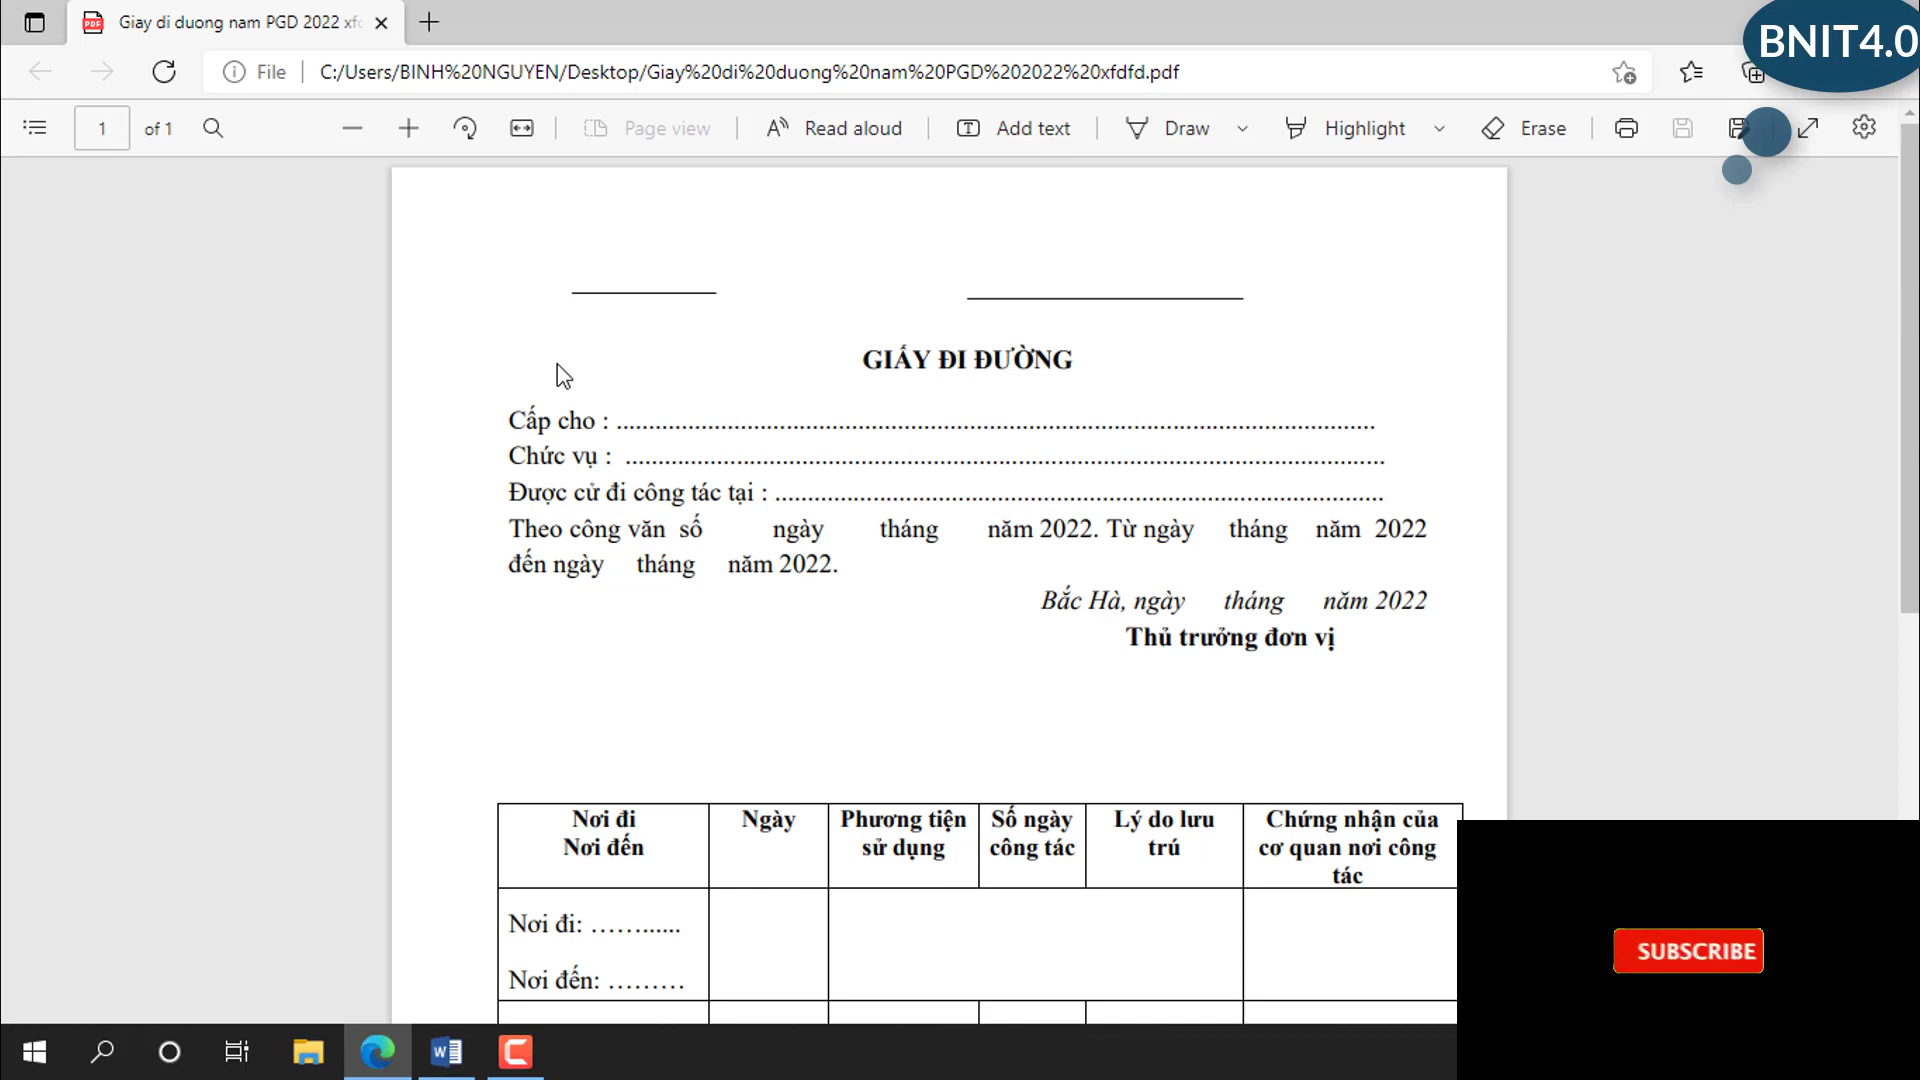 Giay di duong nam PGD 2022 xfc
BNIT4.0
File
C:/Users/BINH%20NGUYEN/Desktop/Giay%20di%20duong%20nam%20PGD%202022%20xfdfd.pdf
1 of 1 Page view Read aloud Add text Draw Highlight Erase
GIẤY ĐI ĐƯỜNG
Cấp cho : ....................................................................................................................
Chức vụ : ....................................................................................................................
Được cử đi công tác tại : ............................................................................................
Theo công văn số ngày tháng năm 2022. Từ ngày tháng năm 2022
đến ngày tháng năm 2022.
Bắc Hà, ngày tháng năm 2022
Thủ trưởng đơn vị
Nơi đi
Nơi đến
Ngày
Phương tiện
sử dụng
Số ngày
công tác
Lý do lưu
trú
Chứng nhận của
cơ quan nơi công
tác
Nơi đi: ……......
Nơi đến: ………
SUBSCRIBE